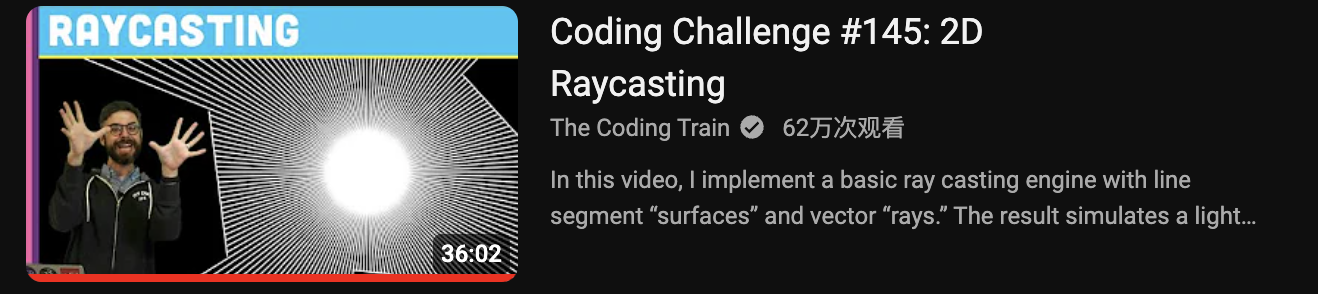 RAYCASTING
36:02
Coding Challenge #145: 2D
Raycasting
The Coding Train 62万次观看
In this video, I implement a basic ray casting engine with line
segment “surfaces” and vector “rays.” The result simulates a light…